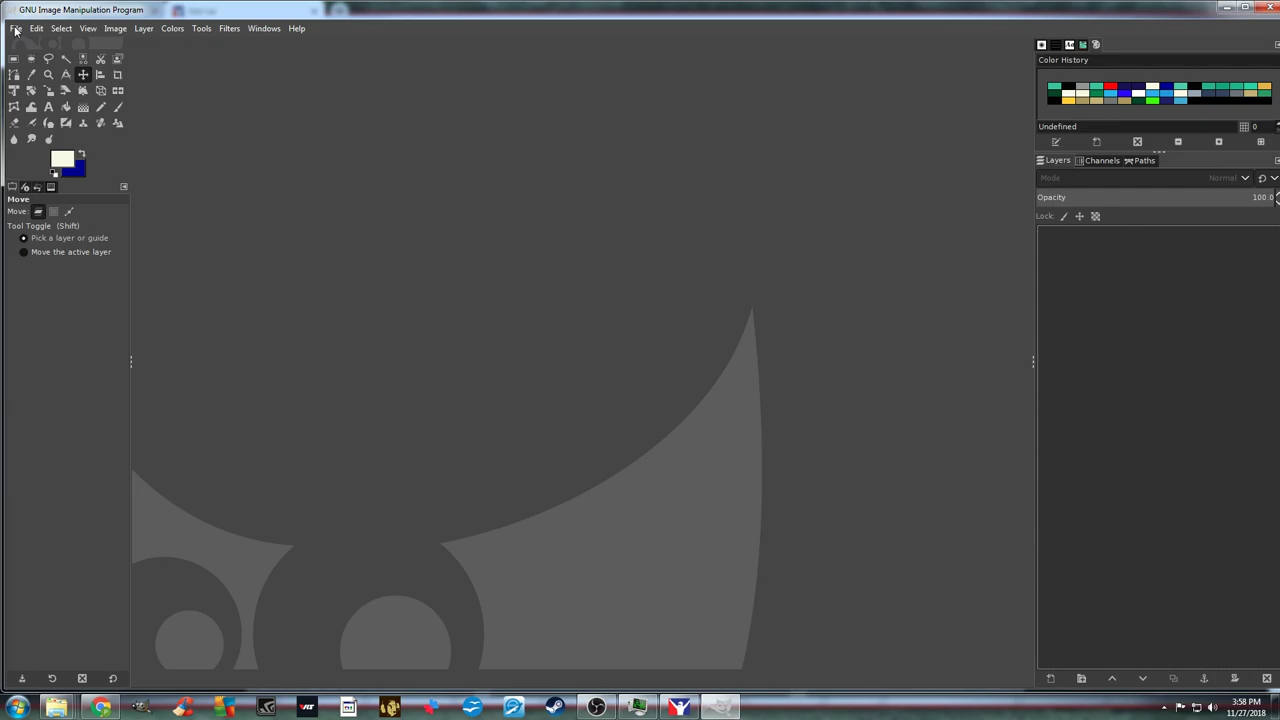 GNU Image Manipulation Program
File Edit Select View Image Layer Colors Tools Filters Windows Help
Color History
Undefined 0
Layers Channels Paths
Mode Normal
Opacity 100.0
Lock:
Move
Move:
Tool Toggle (Shift)
Pick a layer or guide
Move the active layer
3:58 PM
11/27/2018